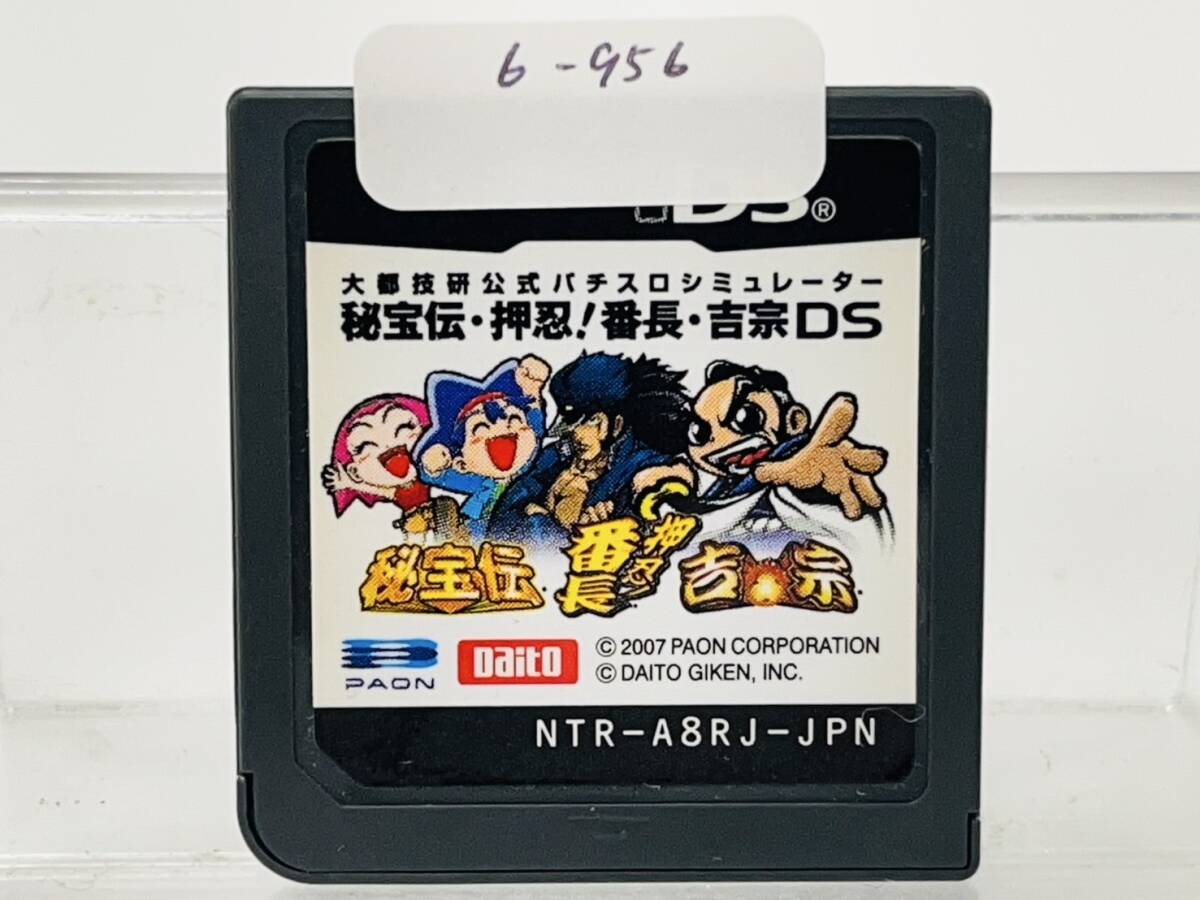 6-956
DS®
大都技研公式パチスロシミュレーター
秘宝伝・押忍!番長・吉宗DS
秘宝伝
押忍!
番長
吉宗
PAON
Daito
© 2007 PAON CORPORATION
© DAITO GIKEN, INC.
NTR-A8RJ-JPN